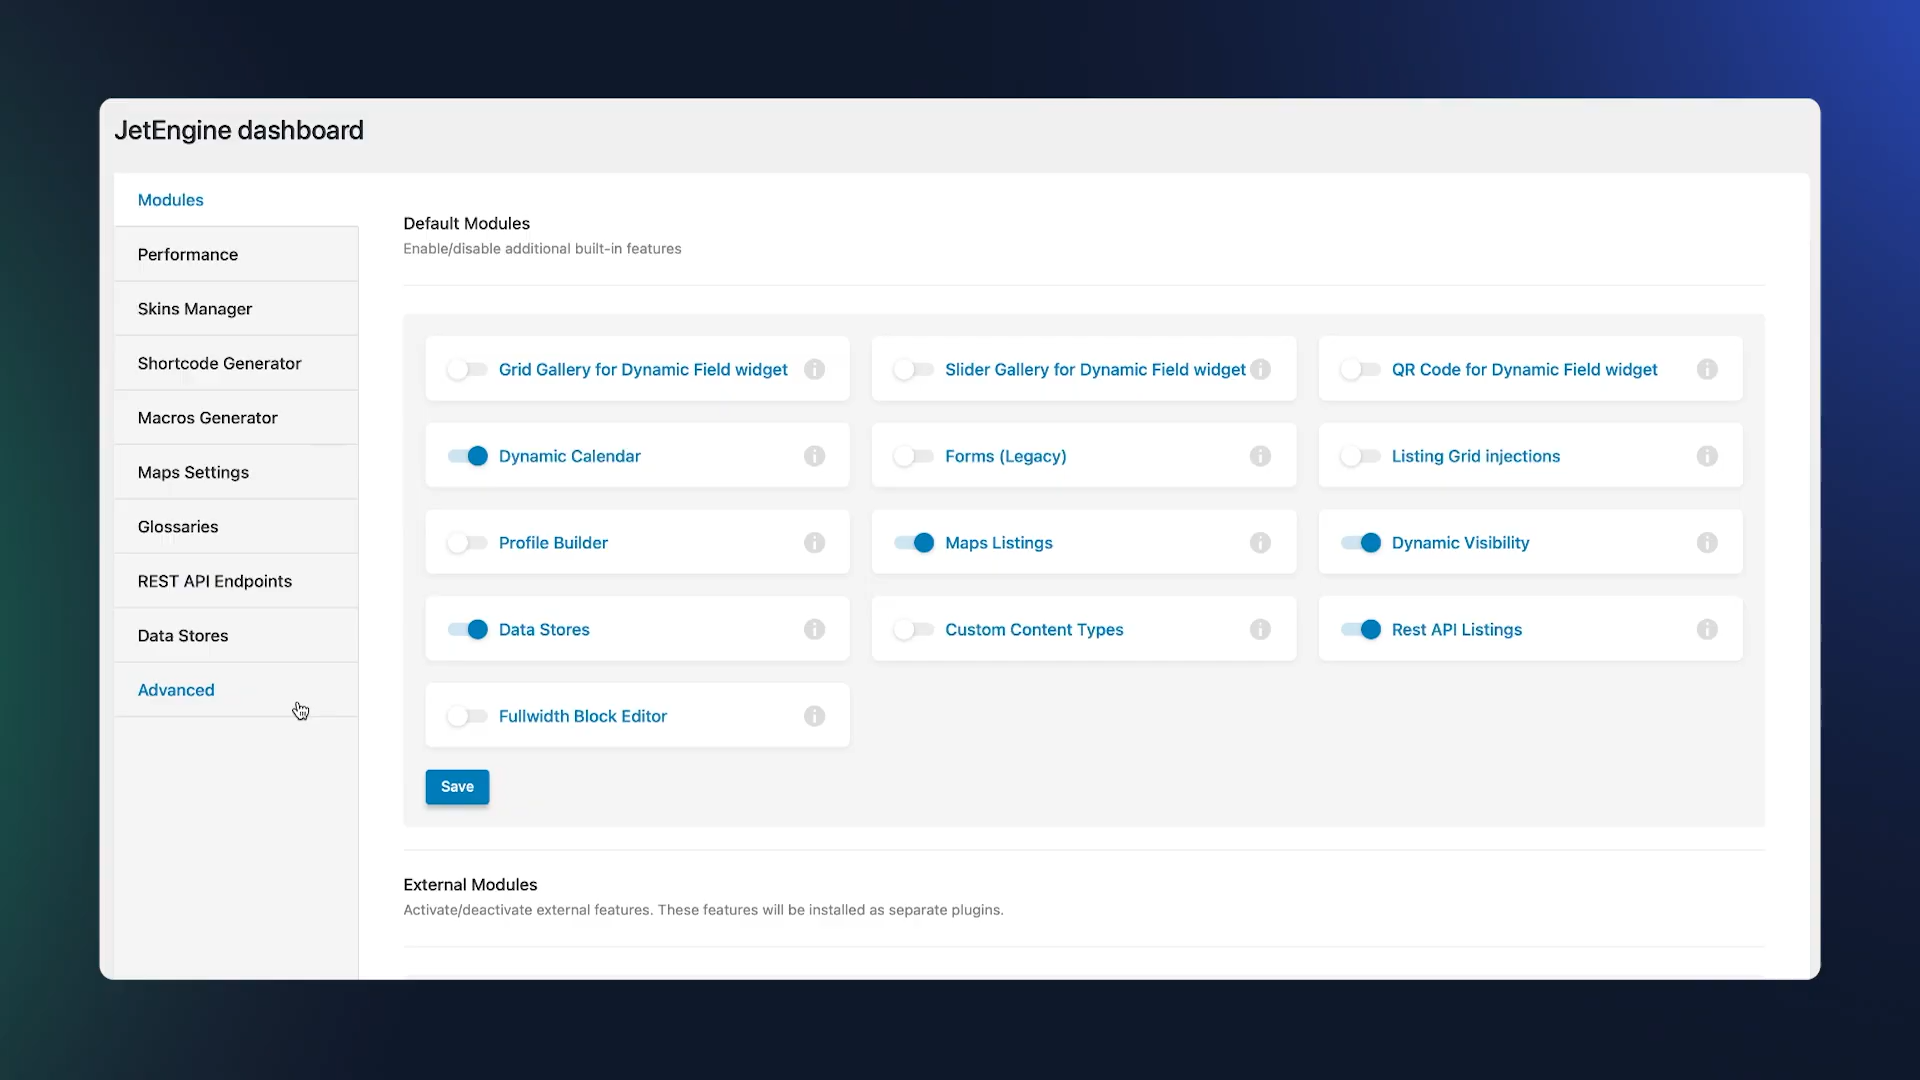 JetEngine dashboard
Modules
Performance
Skins Manager
Shortcode Generator
Macros Generator
Maps Settings
Glossaries
REST API Endpoints
Data Stores
Advanced
Default Modules
Enable/disable additional built-in features
Grid Gallery for Dynamic Field widget
Slider Gallery for Dynamic Field widget
QR Code for Dynamic Field widget
Dynamic Calendar
Forms (Legacy)
Listing Grid injections
Profile Builder
Maps Listings
Dynamic Visibility
Data Stores
Custom Content Types
Rest API Listings
Fullwidth Block Editor
Save
External Modules
Activate/deactivate external features. These features will be installed as separate plugins.